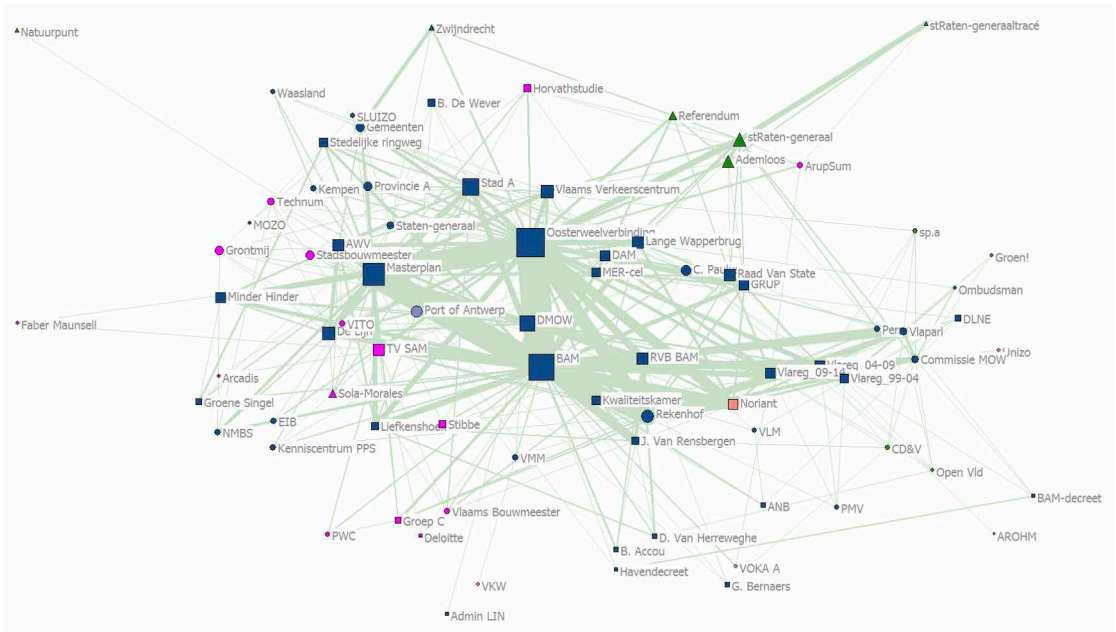 Natuurpunt
Zwijndrecht
stRaten-generaaltracé
Waasland
Horvathstudie
B. De Wever
SLUIZO
Gemeenten
Referendum
stRaten-generaal
Stedelijke ringweg
Ademloos
ArupSum
Kempen
Provincie A
Stad A
Vlaams Verkeerscentrum
Technum
MOZO
Staten-generaal
Oosterweelverbinding
sp.a
AWV
Lange Wapperbrug
Grontmij
Stadsbouwmeester
DAM
Groen!
Masterplan
MER-cel
Raad Van State
GRUP
Ombudsman
Minder Hinder
Port of Antwerp
DLNE
Faber Maunsell
VITO
De Lijn
DMOW
Vlaparl
TV SAM
BAM
RVB BAM
Unizo
Commissie MOW
Vlareg_04-09
Vlareg_09-14
Vlareg_99-04
Arcadis
Sola-Morales
Groene Singel
Kwaliteitskamer
Noriant
Rekenhof
EIB
NMBS
Liefkenshoek
Stibbe
VLM
J. Van Rensbergen
Kenniscentrum PPS
VMM
CD&V
Open Vld
BAM-decreet
Vlaams Bouwmeester
ANB
PMV
Groep C
PWC
Deloitte
D. Van Herreweghe
AROHM
B. Accou
Havendecreet
VOKA A
VKW
G. Bernaers
Admin LIN